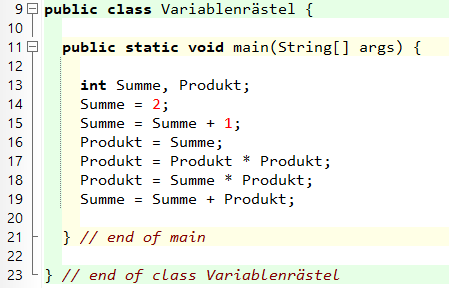 9 public class Variablenrästel {
10
11 public static void main(String[] args) {
12
13 int Summe, Produkt;
14 Summe = 2;
15 Summe = Summe + 1;
16 Produkt = Summe;
17 Produkt = Produkt * Produkt;
18 Produkt = Summe * Produkt;
19 Summe = Summe + Produkt;
20
21 } // end of main
22
23 } // end of class Variablenrästel